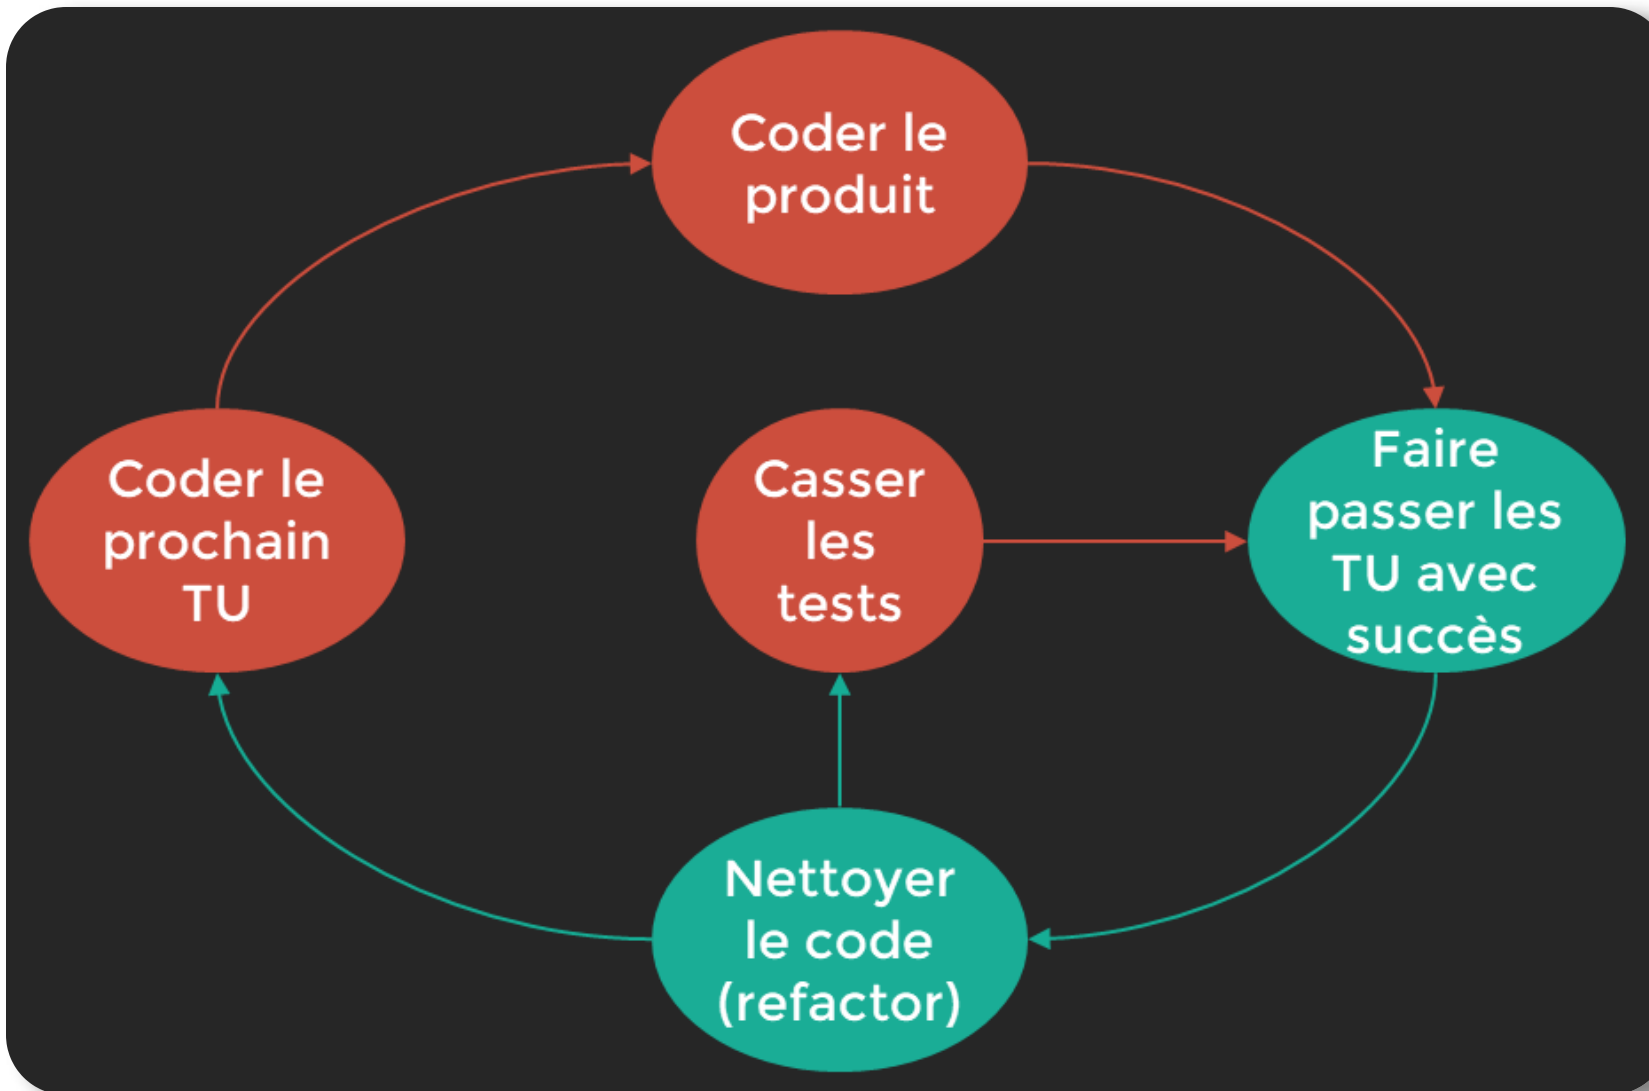 Coder le
produit
Coder le
prochain
TU
Casser
les
tests
Faire
passer les
TU avec
succès
Nettoyer
le code
(refactor)